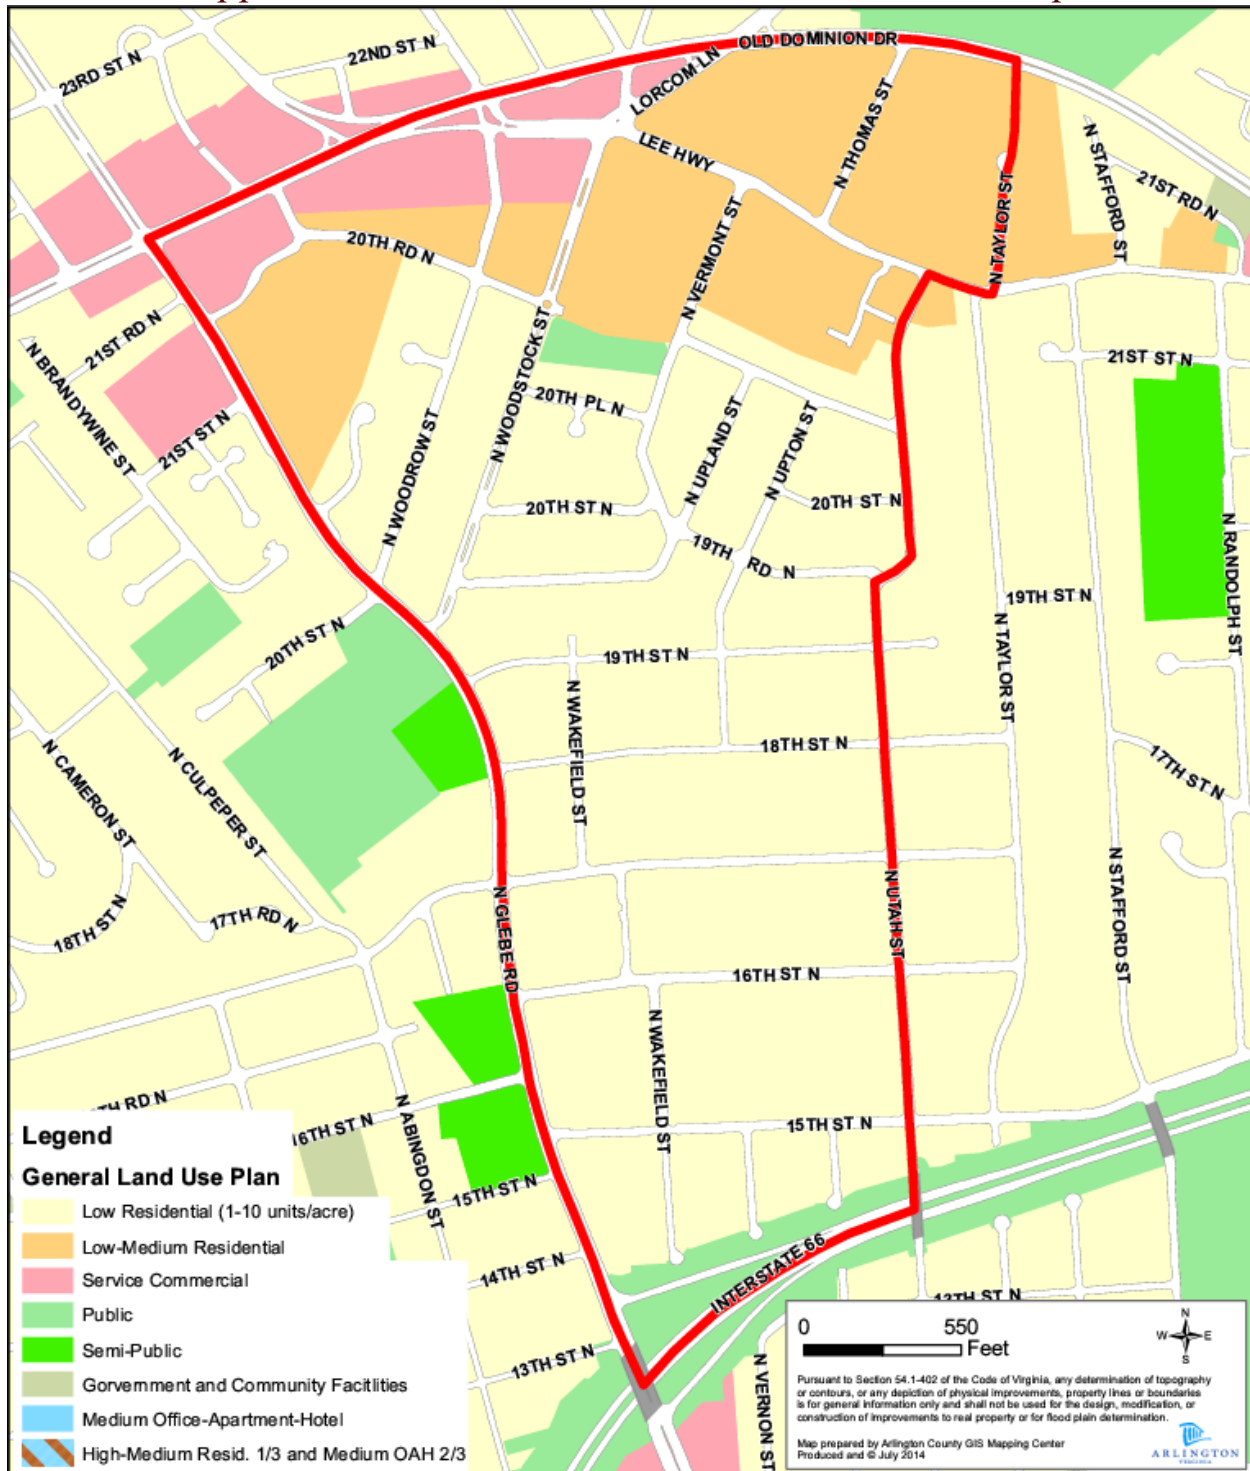 23RD ST N
22ND ST N
OLD DOMINION DR
LORCOM LN
LEE HWY
N THOMAS ST
N STAFFORD ST
21ST RD N
N TAYLOR ST
20TH RD N
N VERMONT ST
21ST RD N
N BRANDYWINE ST
21ST ST N
N WOODROW ST
N WOODSTOCK ST
20TH PL N
N UPLAND ST
N UPTON ST
21ST ST N
20TH ST N
20TH ST N
19TH RD N
N RANDOLPH ST
19TH ST N
20TH ST N
19TH ST N
N TAYLOR ST
N WAKEFIELD ST
18TH ST N
17TH ST N
N CAMERON ST
N CULPEPER ST
18TH ST N
17TH RD N
N GLEBE RD
N UTAH ST
N STAFFORD ST
16TH ST N
N WAKEFIELD ST
TH RD N
16TH ST N
N ABINGDON ST
15TH ST N
15TH ST N
14TH ST N
INTERSTATE 66
13TH ST N
13TH ST N
N VERNON ST
Legend
General Land Use Plan
Low Residential (1-10 units/acre)
Low-Medium Residential
Service Commercial
Public
Semi-Public
Gorvernment and Community Facitlities
Medium Office-Apartment-Hotel
High-Medium Resid. 1/3 and Medium OAH 2/3
0 550
Feet
N
W E
S
Pursuant to Section 54.1-402 of the Code of Virginia, any determination of topography
or contours, or any depiction of physical improvements, property lines or boundaries
is for general information only and shall not be used for the design, modification, or
construction of improvements to real property or for flood plain determination.
Map prepared by Arlington County GIS Mapping Center
Produced and © July 2014
ARLINGTON
VIRGINIA